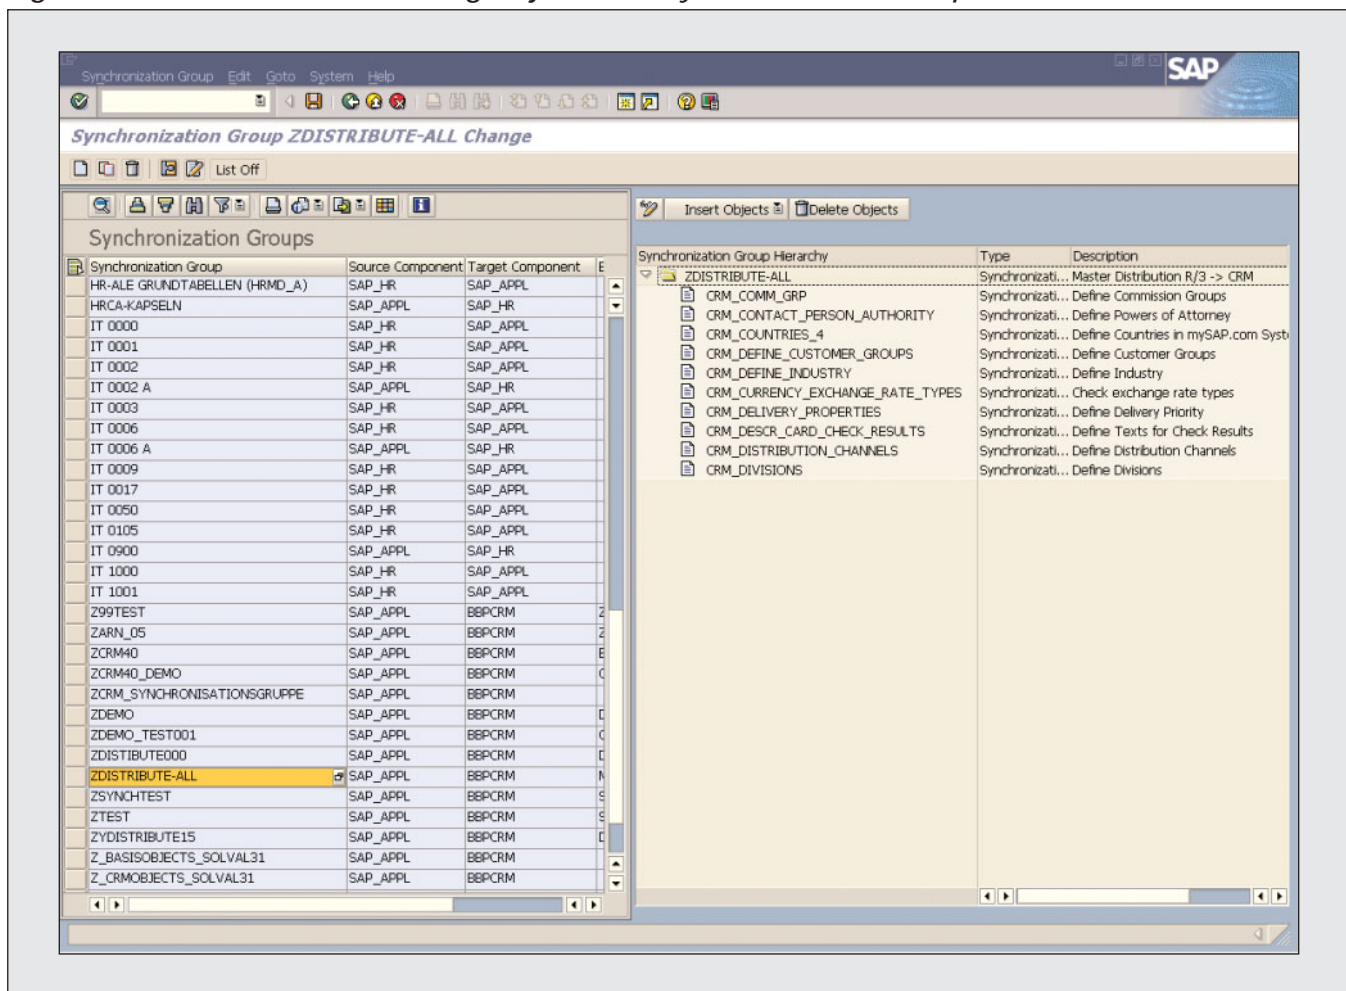 Synchronization Group Edit Goto System Help
SAP
Synchronization Group ZDISTRIBUTE-ALL Change
List Off
Insert Objects Delete Objects
Synchronization Groups
Synchronization Group Source Component Target Component
HR-ALE GRUNDTABELLEN (HRMD_A) SAP_HR SAP_APPL
HRCA-KAPSELN SAP_APPL SAP_HR
IT 0000 SAP_HR SAP_APPL
IT 0001 SAP_HR SAP_APPL
IT 0002 SAP_HR SAP_APPL
IT 0002 A SAP_APPL SAP_HR
IT 0003 SAP_HR SAP_APPL
IT 0006 SAP_HR SAP_APPL
IT 0006 A SAP_APPL SAP_HR
IT 0009 SAP_HR SAP_APPL
IT 0017 SAP_HR SAP_APPL
IT 0050 SAP_HR SAP_APPL
IT 0105 SAP_HR SAP_APPL
IT 0900 SAP_APPL SAP_HR
IT 1000 SAP_HR SAP_APPL
IT 1001 SAP_HR SAP_APPL
Z99TEST SAP_APPL BBPCRM
ZARN_05 SAP_APPL BBPCRM
ZCRM40 SAP_APPL BBPCRM
ZCRM40_DEMO SAP_APPL BBPCRM
ZCRM_SYNCHRONISATIONSGRUPPE SAP_APPL BBPCRM
ZDEMO SAP_APPL BBPCRM
ZDEMO_TEST001 SAP_APPL BBPCRM
ZDISTIBUTE000 SAP_APPL BBPCRM
ZDISTRIBUTE-ALL SAP_APPL BBPCRM
ZSYNCHTEST SAP_APPL BBPCRM
ZTEST SAP_APPL BBPCRM
ZYDISTRIBUTE15 SAP_APPL BBPCRM
Z_BASISOBJECTS_SOLVAL31 SAP_APPL BBPCRM
Z_CRMOBJECTS_SOLVAL31 SAP_APPL BBPCRM
Synchronization Group Hierarchy Type Description
ZDISTRIBUTE-ALL Synchronizati... Master Distribution R/3 -> CRM
CRM_COMM_GRP Synchronizati... Define Commission Groups
CRM_CONTACT_PERSON_AUTHORITY Synchronizati... Define Powers of Attorney
CRM_COUNTRIES_4 Synchronizati... Define Countries in mySAP.com Syst
CRM_DEFINE_CUSTOMER_GROUPS Synchronizati... Define Customer Groups
CRM_DEFINE_INDUSTRY Synchronizati... Define Industry
CRM_CURRENCY_EXCHANGE_RATE_TYPES Synchronizati... Check exchange rate types
CRM_DELIVERY_PROPERTIES Synchronizati... Define Delivery Priority
CRM_DESCR_CARD_CHECK_RESULTS Synchronizati... Define Texts for Check Results
CRM_DISTRIBUTION_CHANNELS Synchronizati... Define Distribution Channels
CRM_DIVISIONS Synchronizati... Define Divisions